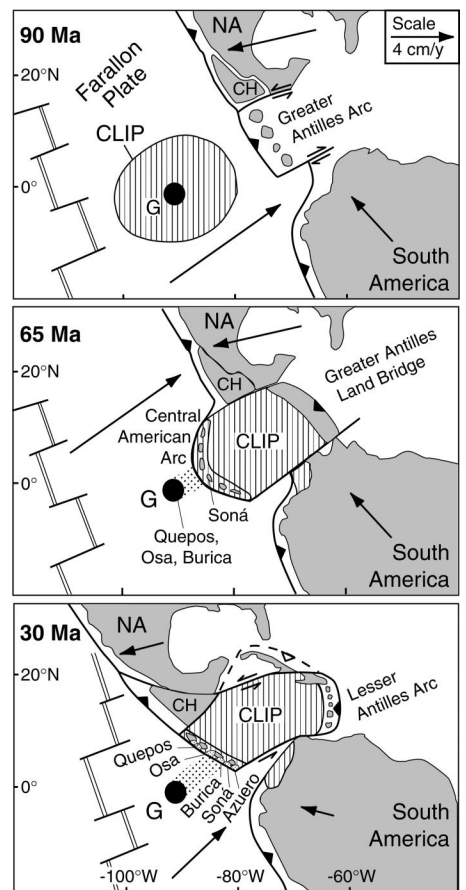 90 Ma
NA
Scale
4 cm/y
20°N
Farallon
Plate
CH
Greater
Antilles Arc
CLIP
0°
G
South
America
65 Ma
NA
20°N
CH
Greater Antilles
Land Bridge
Central
American
Arc
CLIP
0°
G
Soná
Quepos,
Osa, Burica
South
America
30 Ma
NA
20°N
CH
CLIP
Lesser
Antilles Arc
Quepos
Osa
Burica
Soná
Azuero
0°
G
South
America
-100°W
-80°W
-60°W